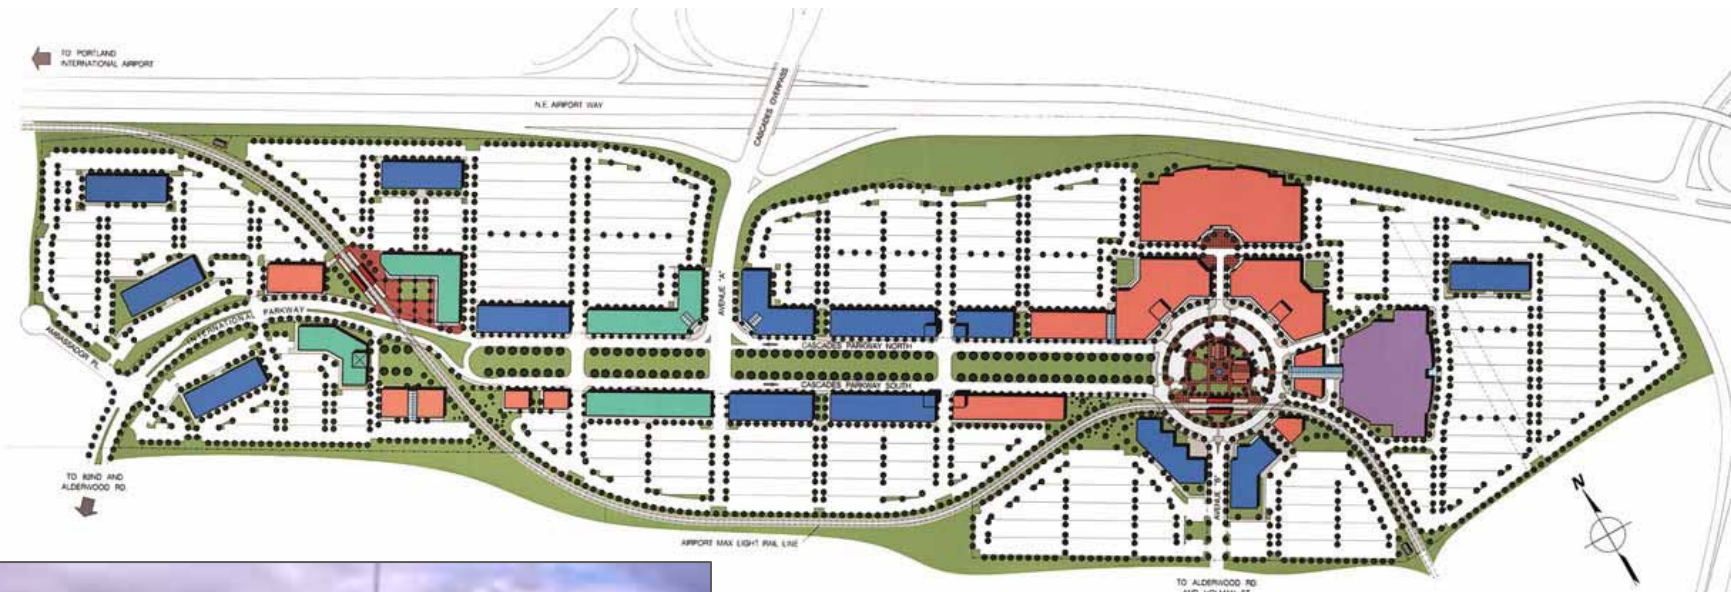 TO PORTLAND
INTERNATIONAL AIRPORT
N.E. AIRPORT WAY
CASCADES OVERPASS
AVENUE "A"
INTERNATIONAL PARKWAY
AMBASSADOR PL.
CASCADES PARKWAY NORTH
CASCADES PARKWAY SOUTH
TO 82ND AND
ALDERWOOD RD.
AIRPORT MAX LIGHT RAIL LINE
AVENUE "B"
TO ALDERWOOD RD.
N